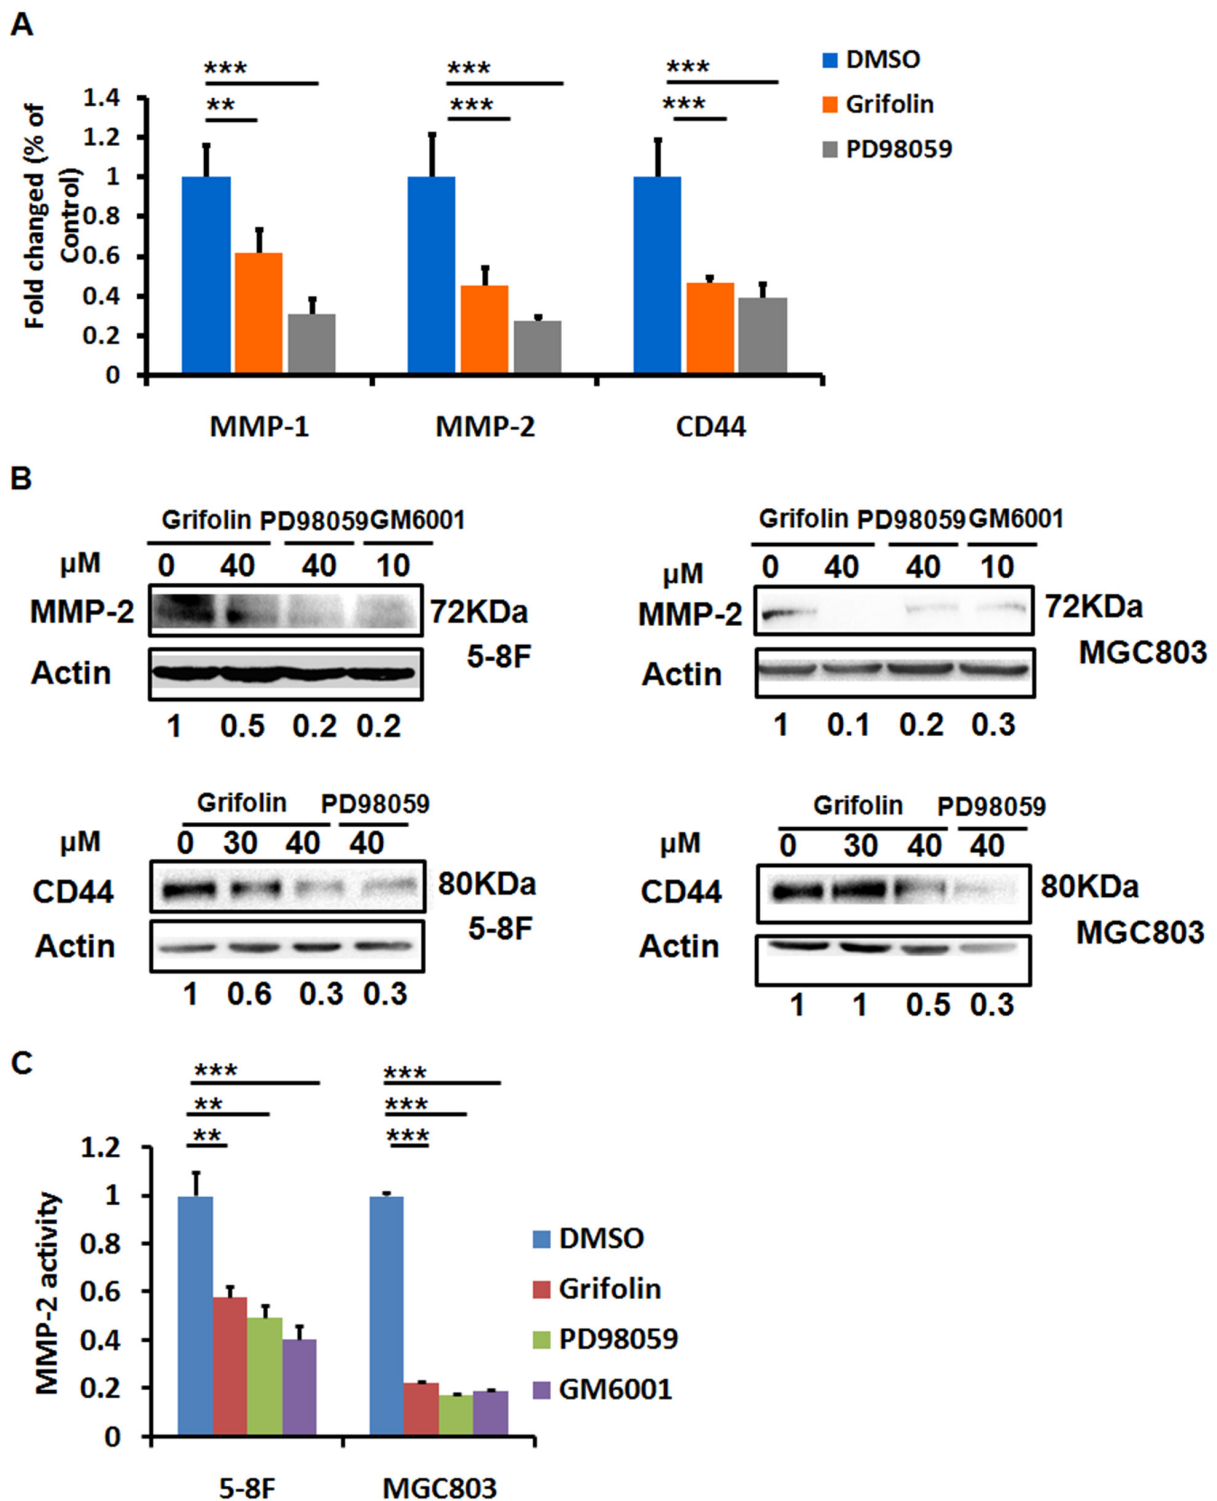 A
*** *** ***
** *** ***
DMSO
Grifolin
PD98059
Fold changed (% of
Control)
1.4
1.2
1
0.8
0.6
0.4
0.2
0
MMP-1 MMP-2 CD44
B
Grifolin PD98059 GM6001
µM 0 40 40 10
MMP-2 72KDa
5-8F
Actin
1 0.5 0.2 0.2
Grifolin PD98059 GM6001
µM 0 40 40 10
MMP-2 72KDa
MGC803
Actin
1 0.1 0.2 0.3
Grifolin PD98059
µM 0 30 40 40
CD44 80KDa
5-8F
Actin
1 0.6 0.3 0.3
Grifolin PD98059
µM 0 30 40 40
CD44 80KDa
MGC803
Actin
1 1 0.5 0.3
C
*** ***
** ***
** ***
MMP-2 activity
1.2
1
0.8
0.6
0.4
0.2
0
DMSO
Grifolin
PD98059
GM6001
5-8F MGC803